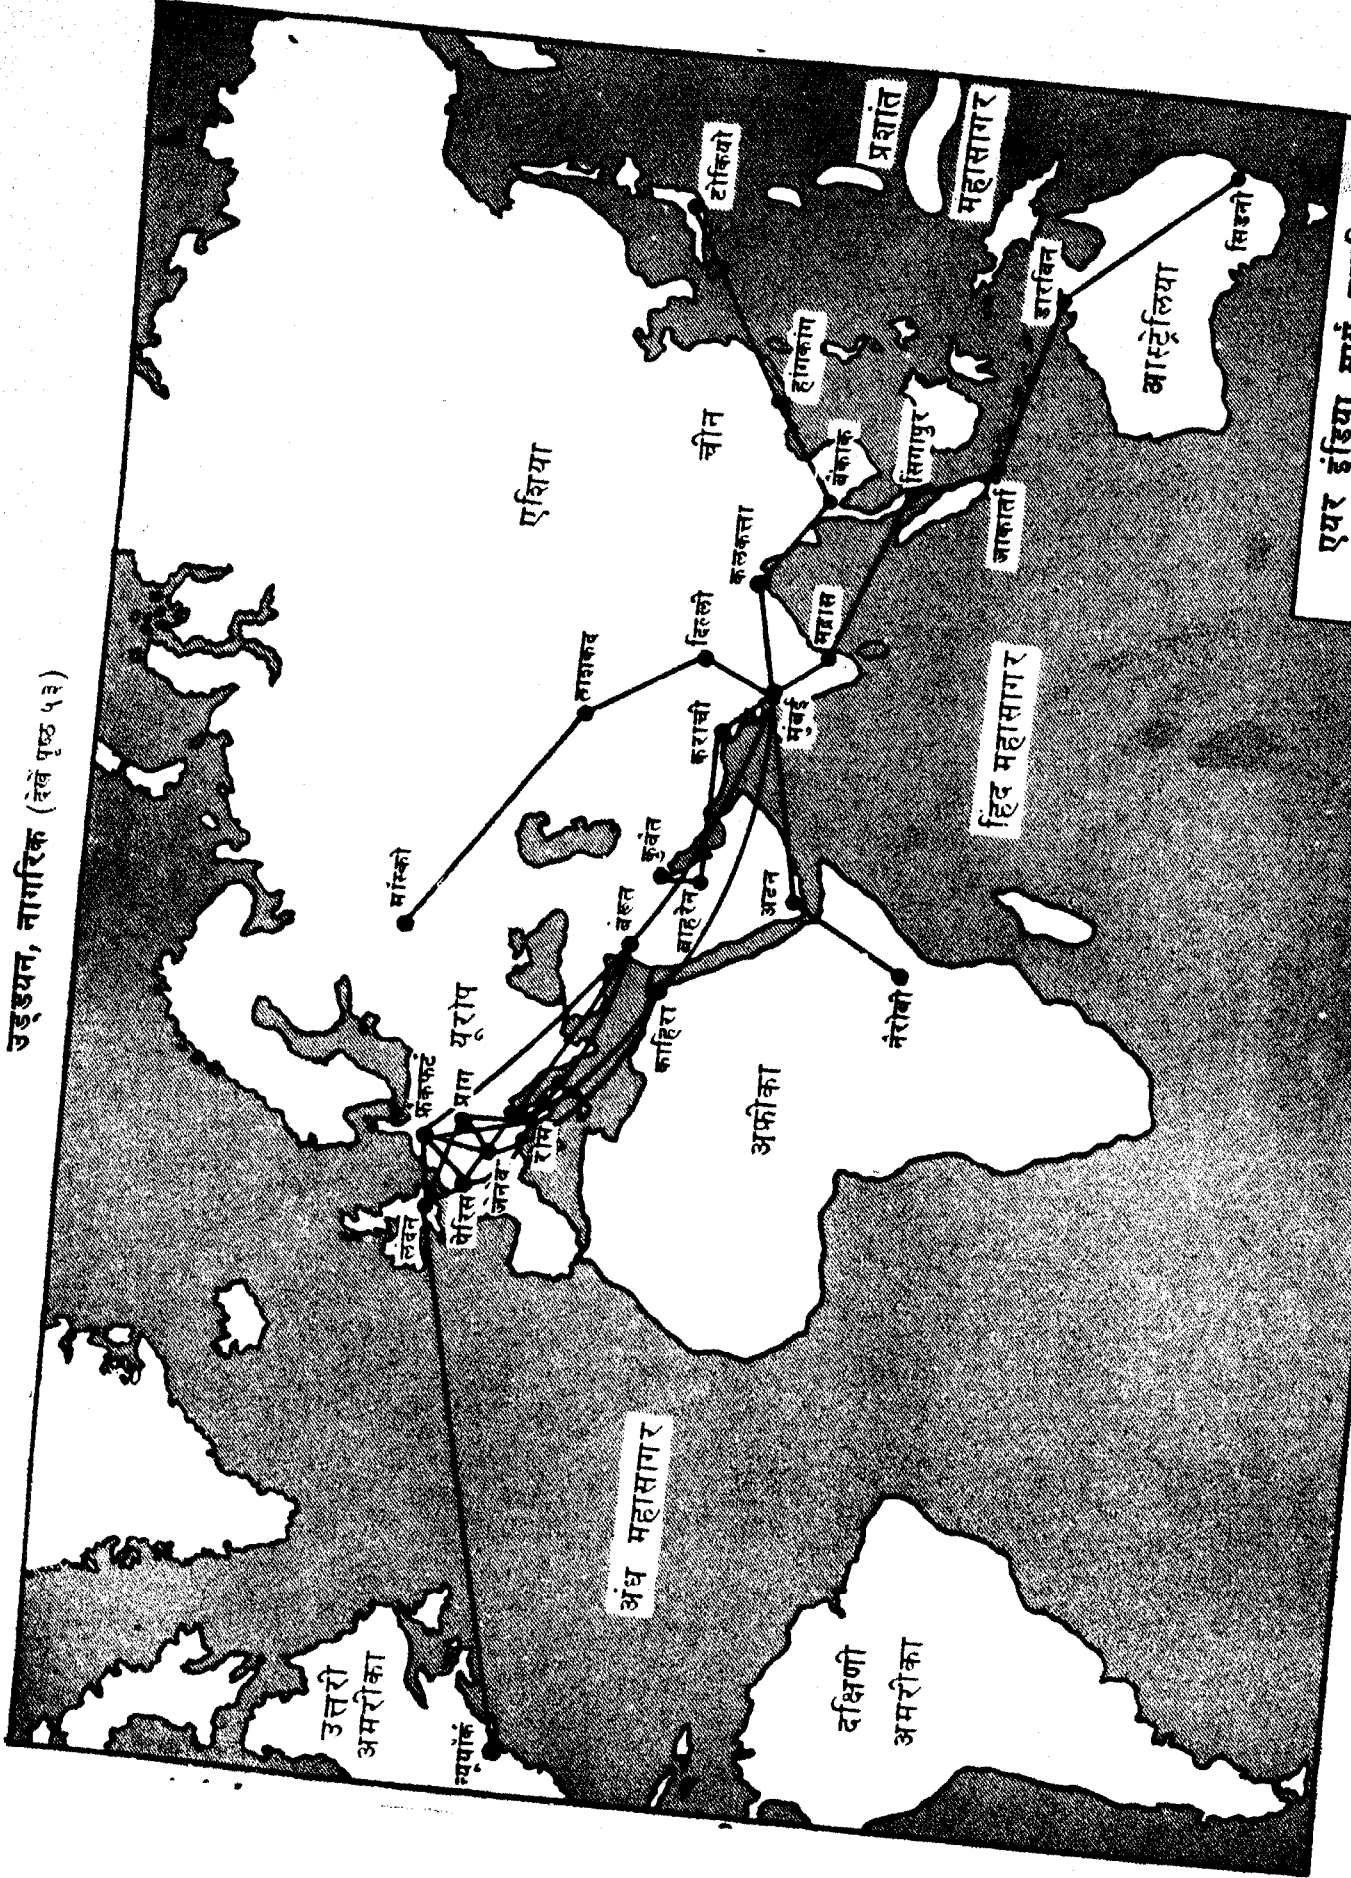 उड्डयन, नागरिक (देखें पृष्ठ ५३)
उत्तरी
अमरीका
न्यूयॉर्क
दक्षिणी
अमरीका
अंध महासागर
लंदन
पेरिस
जेनेवा
रोम
फ्रैंकफर्ट
प्राग
यूरोप
अफ्रीका
काहिरा
नैरोबी
मॉस्को
बेरूत
बाहरेन
कुवैत
अदन
ताशकंद
कराची
दिल्ली
मुंबई
मद्रास
कलकत्ता
हिंद महासागर
एशिया
चीन
बैंकाक
सिंगापुर
जाकार्ता
हांगकांग
टोकियो
डारविन
आस्ट्रेलिया
सिडनी
प्रशांत
महासागर
एयर इंडिया